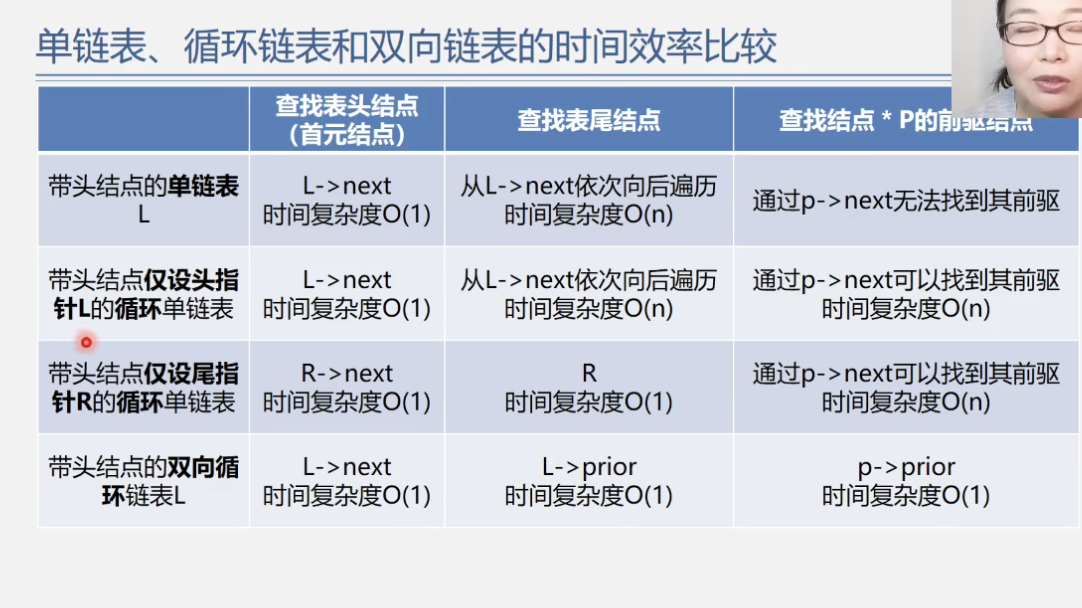 单链表、循环链表和双向链表的时间效率比较
查找表头结点
（首元结点）
查找表尾结点
查找结点 * P的前驱结点
带头结点的单链表
L
L->next
时间复杂度O(1)
从L->next依次向后遍历
时间复杂度O(n)
通过p->next无法找到其前驱
带头结点仅设头指
针L的循环单链表
L->next
时间复杂度O(1)
从L->next依次向后遍历
时间复杂度O(n)
通过p->next可以找到其前驱
时间复杂度O(n)
带头结点仅设尾指
针R的循环单链表
R->next
时间复杂度O(1)
R
时间复杂度O(1)
通过p->next可以找到其前驱
时间复杂度O(n)
带头结点的双向循
环链表L
L->next
时间复杂度O(1)
L->prior
时间复杂度O(1)
p->prior
时间复杂度O(1)